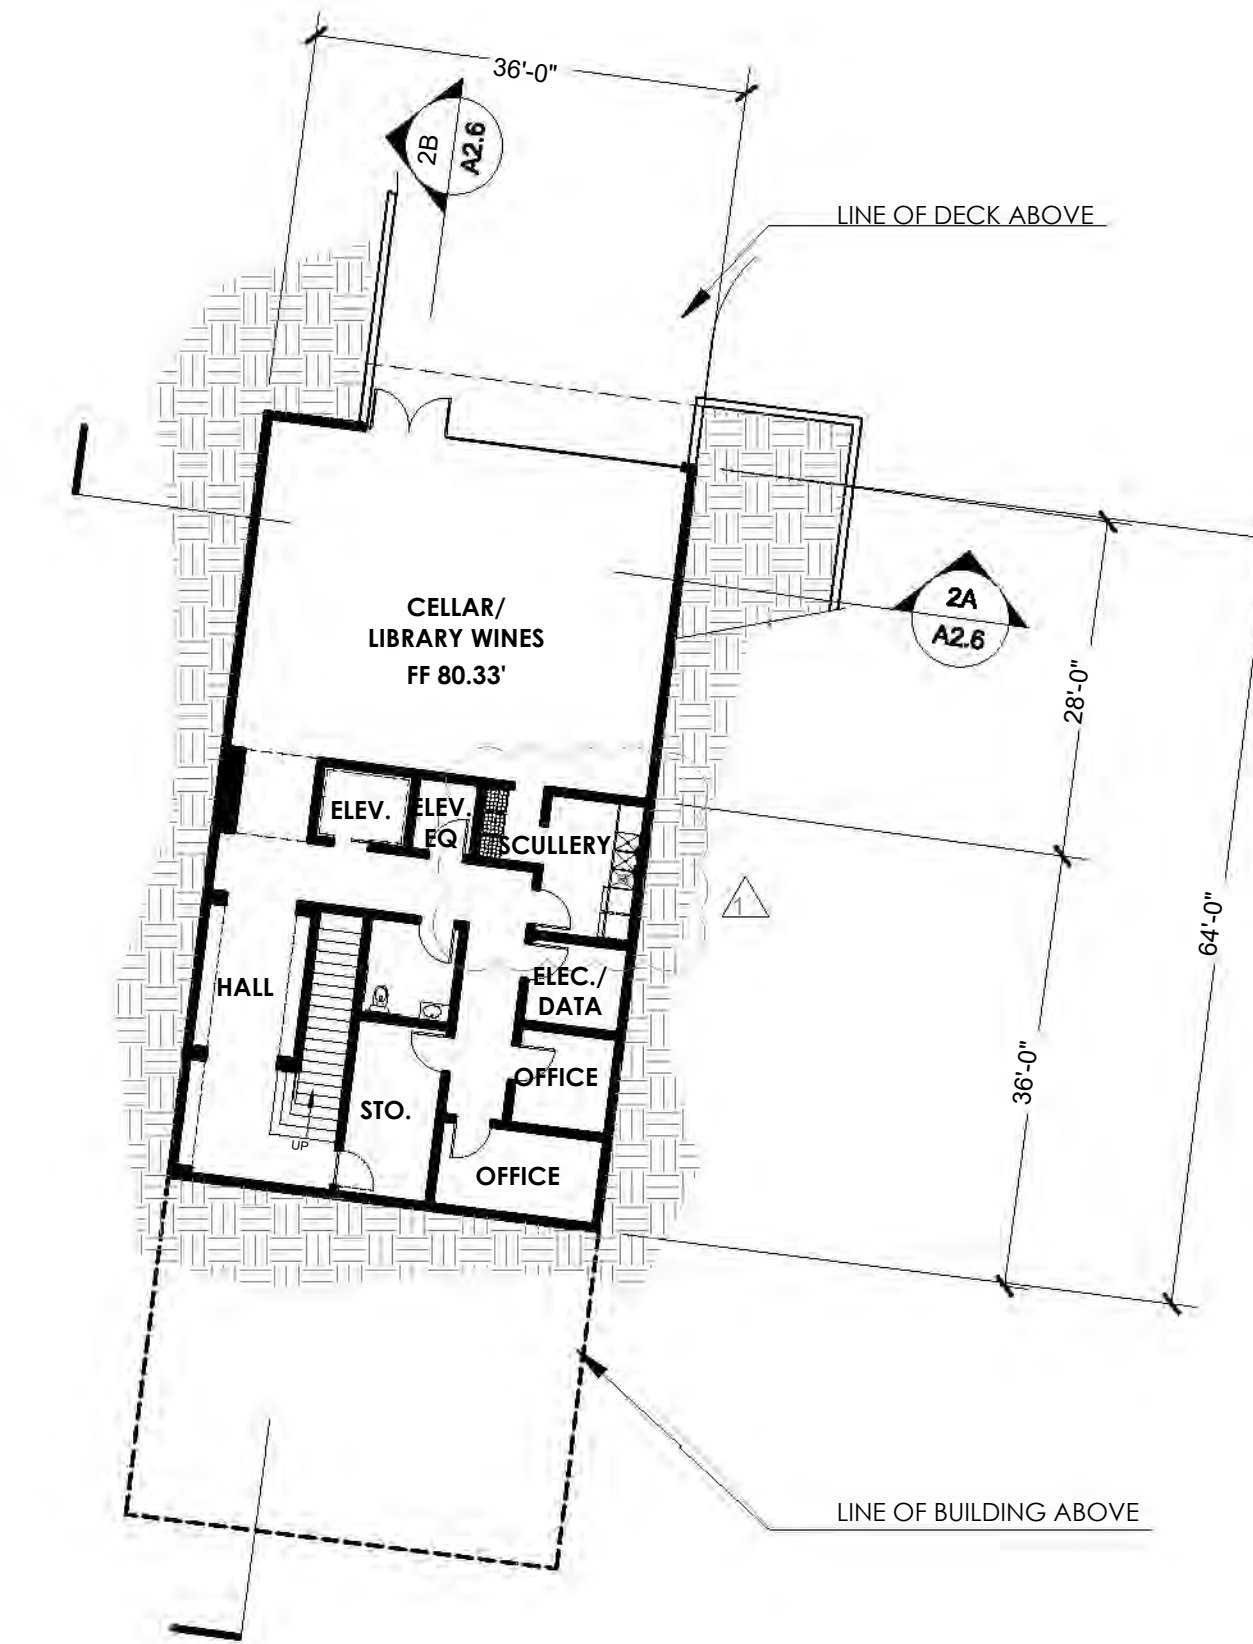 36'-0"
2B
A2.6
LINE OF DECK ABOVE
2A
A2.6
CELLAR/
LIBRARY WINES
FF 80.33'
28'-0"
ELEV.
ELEV.
EQ
SCULLERY
1
64'-0"
HALL
ELEC./
DATA
OFFICE
36'-0"
STO.
UP
OFFICE
LINE OF BUILDING ABOVE